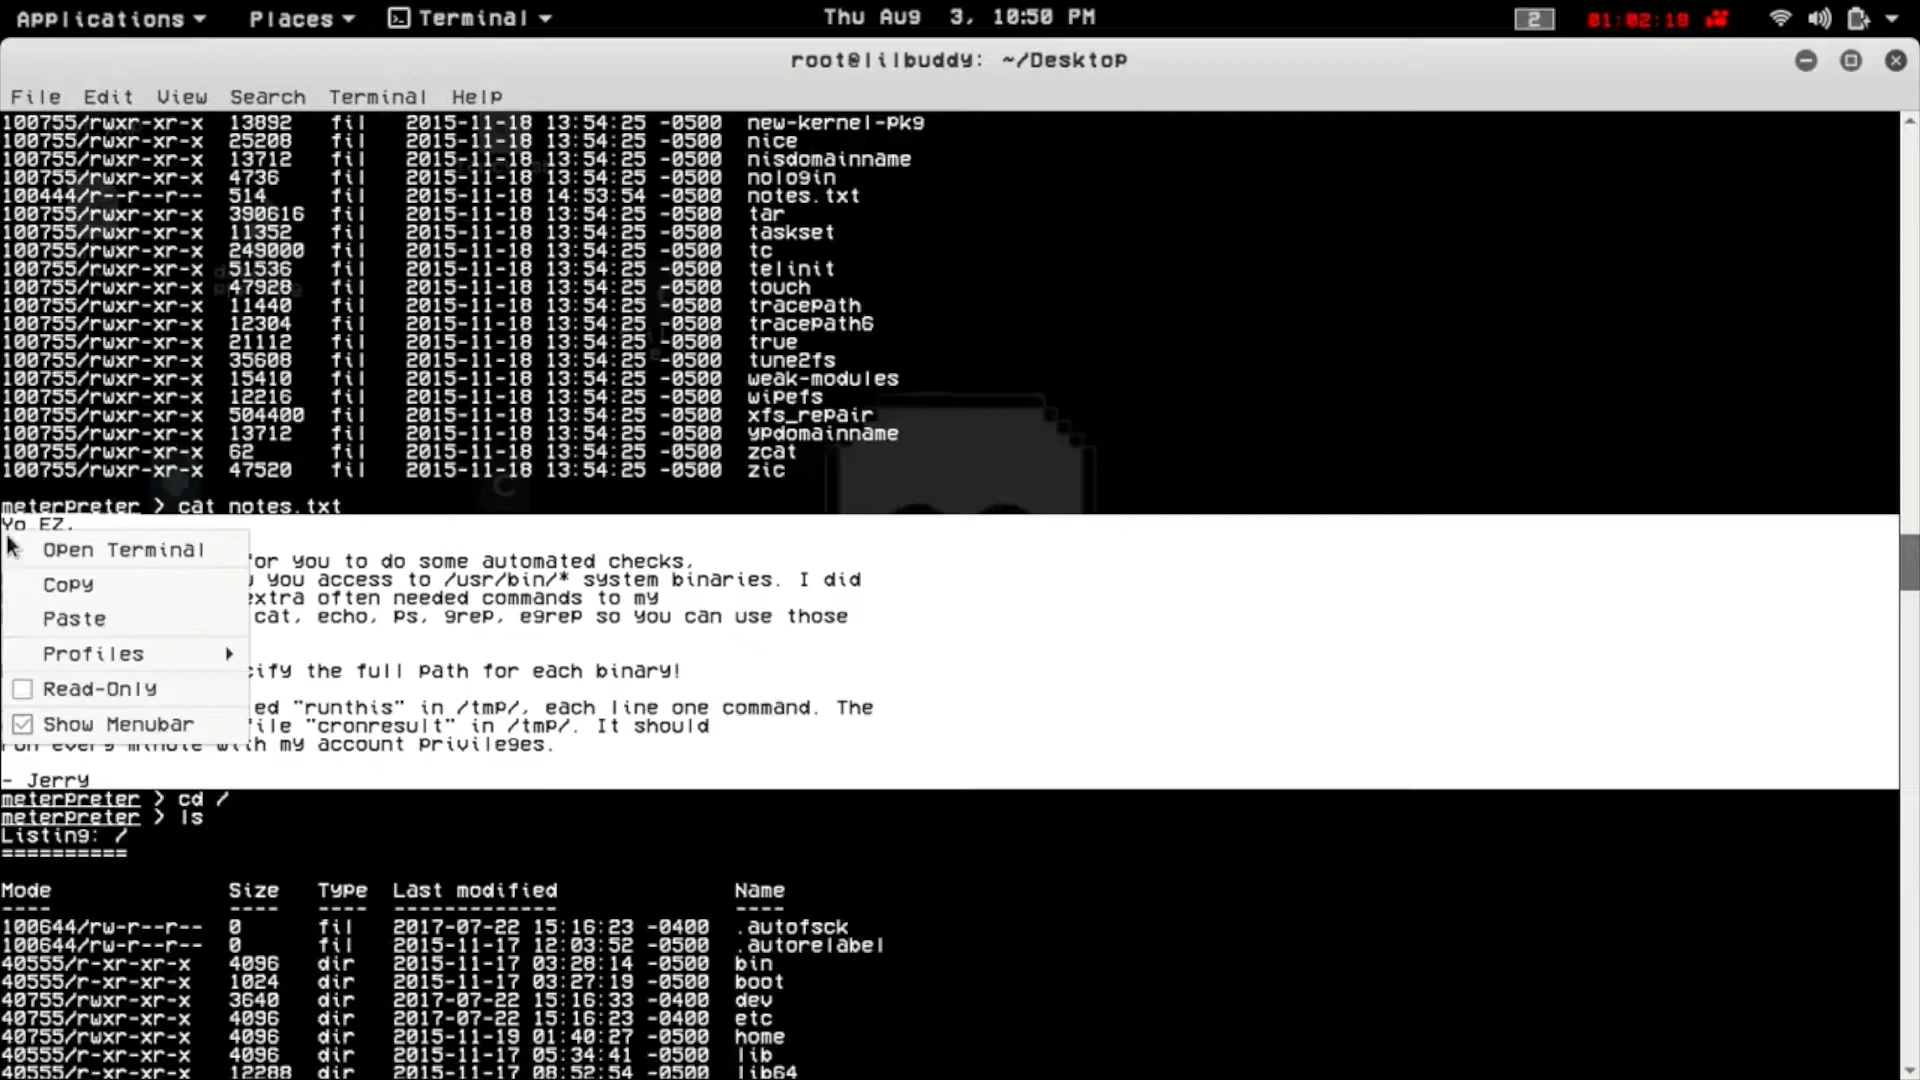 Applications Places Terminal Thu Aug 3, 10:50 PM 2 01:02:18
root@lilbuddy: ~/Desktop
File Edit View Search Terminal Help
100755/rwxr-xr-x 13892 fil 2015-11-18 13:54:25 -0500 new-kernel-pkg
100755/rwxr-xr-x 25208 fil 2015-11-18 13:54:25 -0500 nice
100755/rwxr-xr-x 13712 fil 2015-11-18 13:54:25 -0500 nisdomainname
100755/rwxr-xr-x 4736 fil 2015-11-18 13:54:25 -0500 nologin
100444/r--r--r-- 514 fil 2015-11-18 14:53:54 -0500 notes.txt
100755/rwxr-xr-x 390616 fil 2015-11-18 13:54:25 -0500 tar
100755/rwxr-xr-x 11352 fil 2015-11-18 13:54:25 -0500 taskset
100755/rwxr-xr-x 249000 fil 2015-11-18 13:54:25 -0500 tc
100755/rwxr-xr-x 51536 fil 2015-11-18 13:54:25 -0500 telinit
100755/rwxr-xr-x 47928 fil 2015-11-18 13:54:25 -0500 touch
100755/rwxr-xr-x 11440 fil 2015-11-18 13:54:25 -0500 tracepath
100755/rwxr-xr-x 12304 fil 2015-11-18 13:54:25 -0500 tracepath6
100755/rwxr-xr-x 21112 fil 2015-11-18 13:54:25 -0500 true
100755/rwxr-xr-x 35608 fil 2015-11-18 13:54:25 -0500 tune2fs
100755/rwxr-xr-x 15410 fil 2015-11-18 13:54:25 -0500 weak-modules
100755/rwxr-xr-x 12216 fil 2015-11-18 13:54:25 -0500 wipefs
100755/rwxr-xr-x 504400 fil 2015-11-18 13:54:25 -0500 xfs_repair
100755/rwxr-xr-x 13712 fil 2015-11-18 13:54:25 -0500 ypdomainname
100755/rwxr-xr-x 62 fil 2015-11-18 13:54:25 -0500 zcat
100755/rwxr-xr-x 47520 fil 2015-11-18 13:54:25 -0500 zic
meterpreter > cat notes.txt
Yo EZ,
Open Terminal
Copy
Paste
Profiles
Read-Only
Show Menubar
for you to do some automated checks,
you access to /usr/bin/* system binaries. I did
extra often needed commands to my
cat, echo, ps, grep, egrep so you can use those
cify the full path for each binary!
ed "runthis" in /tmp/, each line one command. The
file "cronresult" in /tmp/. It should
run every minute with my account privileges.
- Jerry
meterpreter > cd /
meterpreter > ls
Listing: /
==========
Mode Size Type Last modified Name
---- ---- ---- ------------- ----
100644/rw-r--r-- 0 fil 2017-07-22 15:16:23 -0400 .autofsck
100644/rw-r--r-- 0 fil 2015-11-17 12:03:52 -0500 .autorelabel
40555/r-xr-xr-x 4096 dir 2015-11-17 03:28:14 -0500 bin
40555/r-xr-xr-x 1024 dir 2015-11-17 03:27:19 -0500 boot
40755/rwxr-xr-x 3640 dir 2017-07-22 15:16:33 -0400 dev
40755/rwxr-xr-x 4096 dir 2017-07-22 15:16:23 -0400 etc
40755/rwxr-xr-x 4096 dir 2015-11-19 01:40:27 -0500 home
40555/r-xr-xr-x 4096 dir 2015-11-17 05:34:41 -0500 lib
40555/r-xr-xr-x 12288 dir 2015-11-17 08:52:54 -0500 lib64